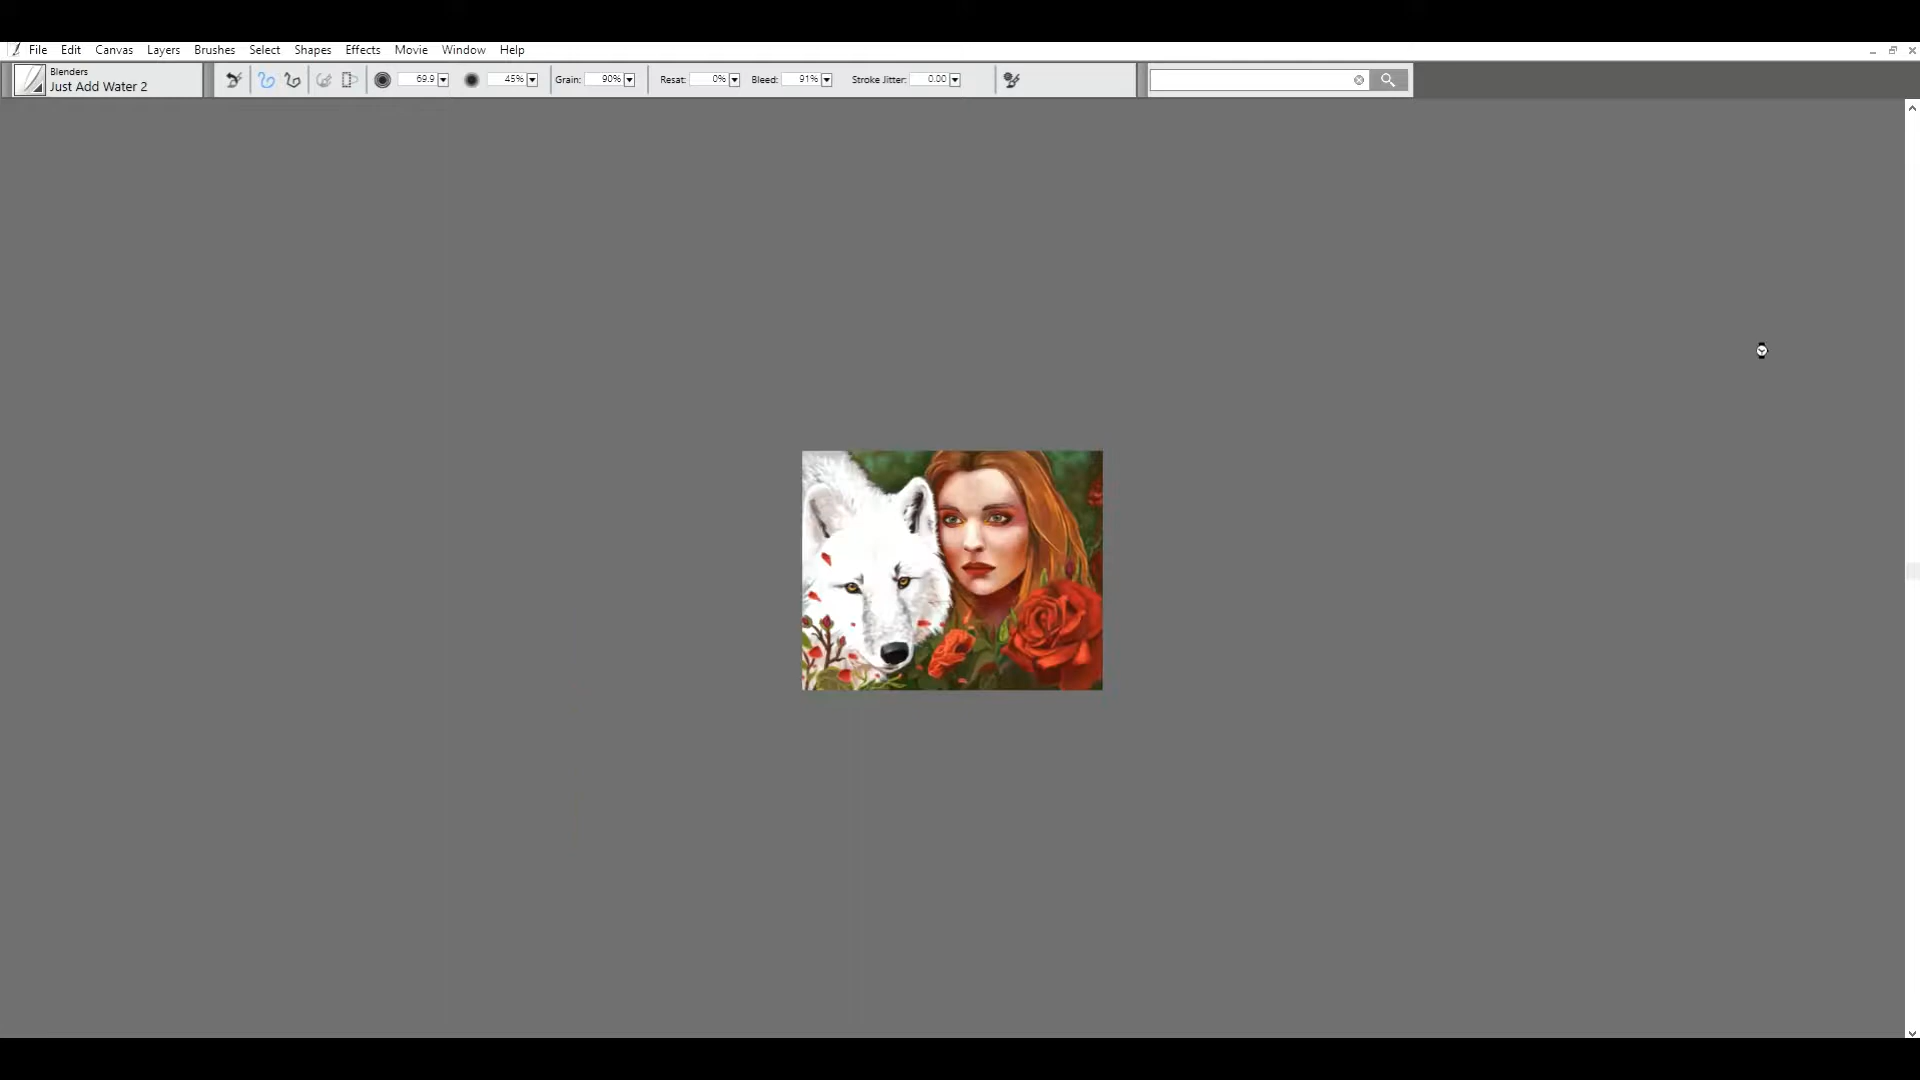 File Edit Canvas Layers Brushes Select Shapes Effects Movie Window Help
Blenders
Just Add Water 2
69.9 45% Grain: 90% Resat: 0% Bleed: 91% Stroke Jitter: 0.00